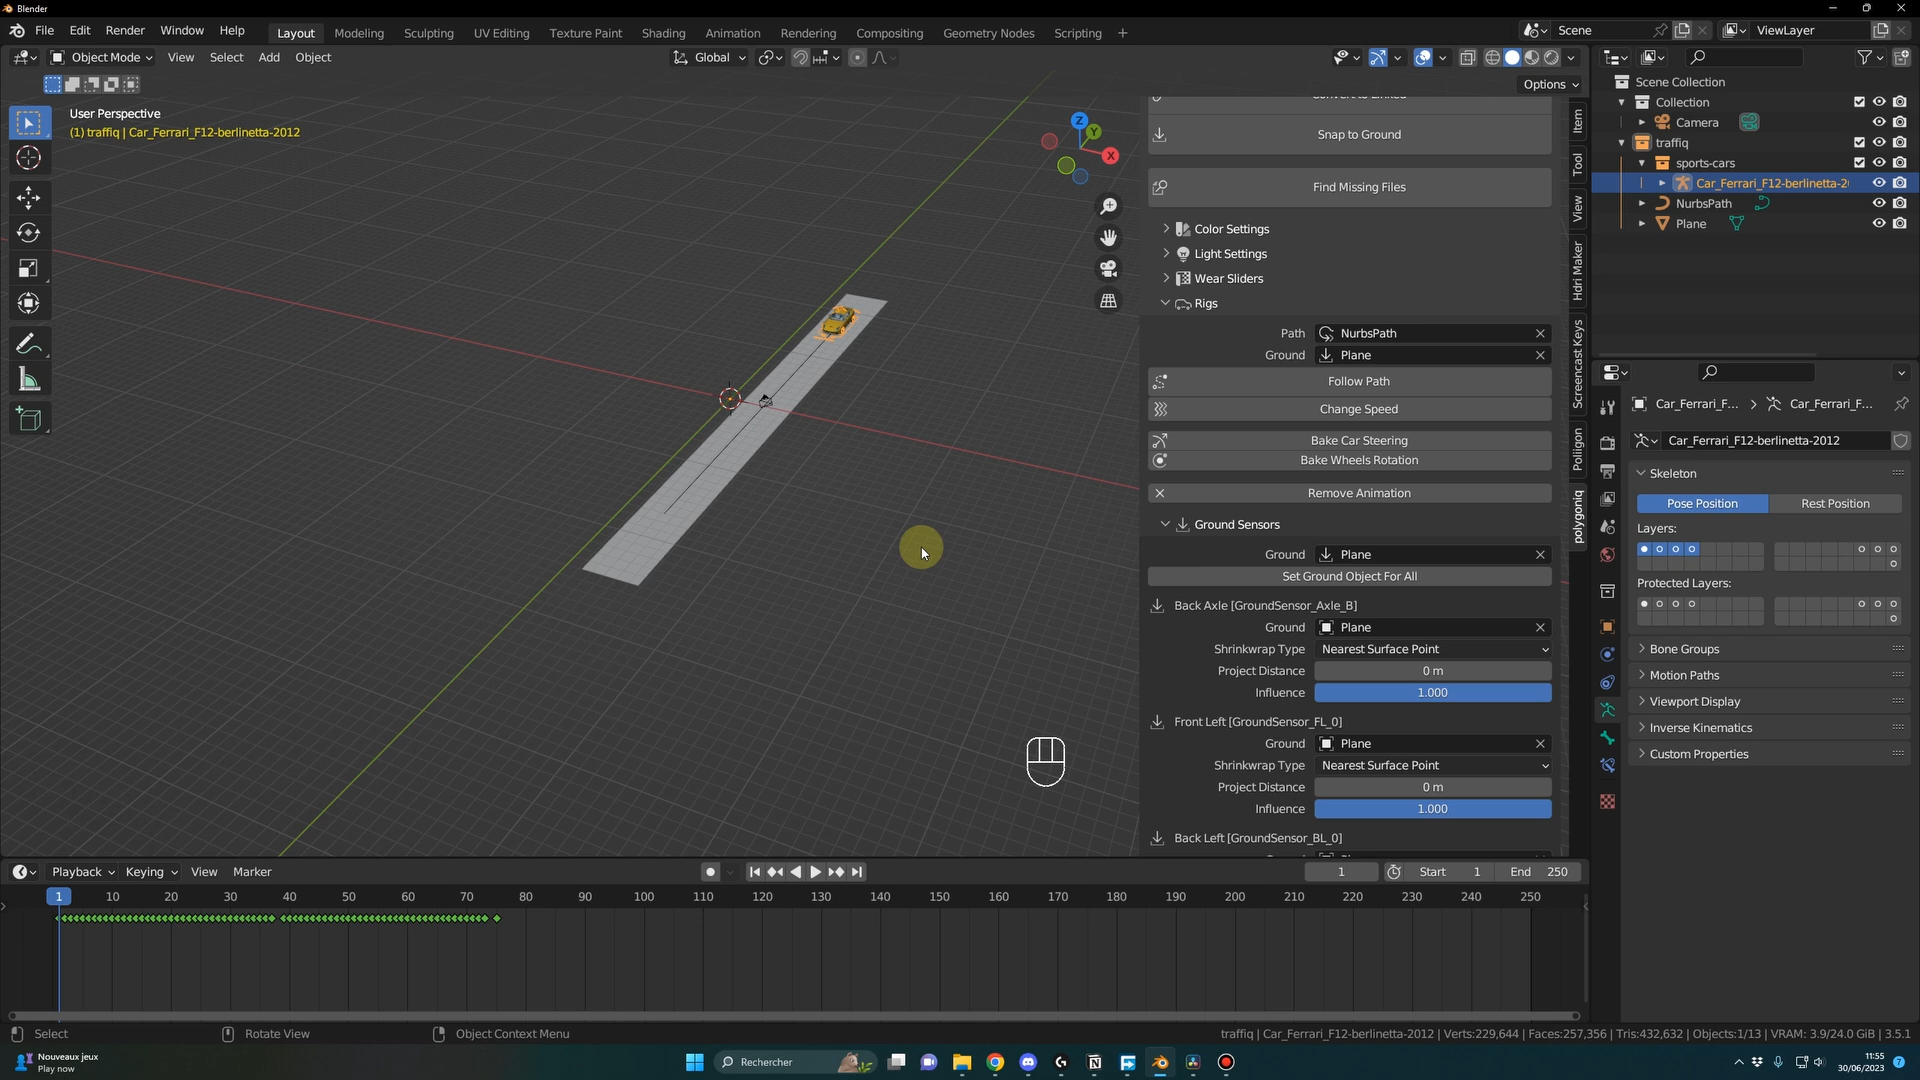 Blender
File Edit Render Window Help Layout Modeling Sculpting UV Editing Texture Paint Shading Animation Rendering Compositing Geometry Nodes Scripting + Scene ViewLayer
Object Mode View Select Add Object Global
Options
User Perspective
(1) traffiq | Car_Ferrari_F12-berlinetta-2012
Z
Y
X
Snap to Ground
Find Missing Files
Color Settings
Light Settings
Wear Sliders
Rigs
Path NurbsPath
Ground Plane
Follow Path
Change Speed
Bake Car Steering
Bake Wheels Rotation
Remove Animation
Ground Sensors
Ground Plane
Set Ground Object For All
Back Axle [GroundSensor_Axle_B]
Ground Plane
Shrinkwrap Type Nearest Surface Point
Project Distance 0 m
Influence 1.000
Front Left [GroundSensor_FL_0]
Ground Plane
Shrinkwrap Type Nearest Surface Point
Project Distance 0 m
Influence 1.000
Back Left [GroundSensor_BL_0]
Item
Tool
View
Hdri Maker
Screencast Keys
Poliigon
polygoniq
Scene Collection
Collection
Camera
traffiq
sports-cars
Car_Ferrari_F12-berlinetta-2
NurbsPath
Plane
Car_Ferrari_F... Car_Ferrari_F...
Car_Ferrari_F12-berlinetta-2012
Skeleton
Pose Position Rest Position
Layers:
Protected Layers:
Bone Groups
Motion Paths
Viewport Display
Inverse Kinematics
Custom Properties
Playback Keying View Marker 1 Start 1 End 250
1 10 20 30 40 50 60 70 80 90 100 110 120 130 140 150 160 170 180 190 200 210 220 230 240 250
Select Rotate View Object Context Menu traffiq | Car_Ferrari_F12-berlinetta-2012 | Verts:229,644 | Faces:257,356 | Tris:432,632 | Objects:1/13 | VRAM: 3.9/24.0 GiB | 3.5.1
Nouveaux jeux
Play now
Rechercher
11:55
30/06/2023
7